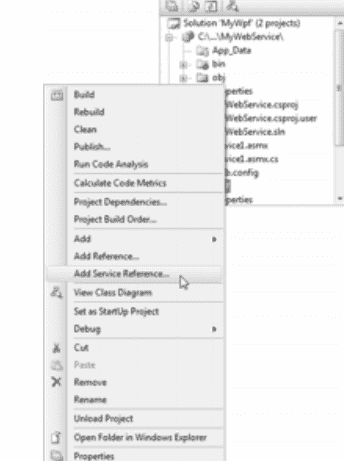 Solution 'MyWpf' (2 projects)
C:\...\MyWebService\
App_Data
bin
obj
perties
WebService.csproj
WebService.csproj.user
WebService.sln
vice1.asmx
vice1.asmx.cs
b.config
perties
Build
Rebuild
Clean
Publish...
Run Code Analysis
Calculate Code Metrics
Project Dependencies...
Project Build Order...
Add
Add Reference...
Add Service Reference...
View Class Diagram
Set as StartUp Project
Debug
Cut
Paste
Remove
Rename
Unload Project
Open Folder in Windows Explorer
Properties